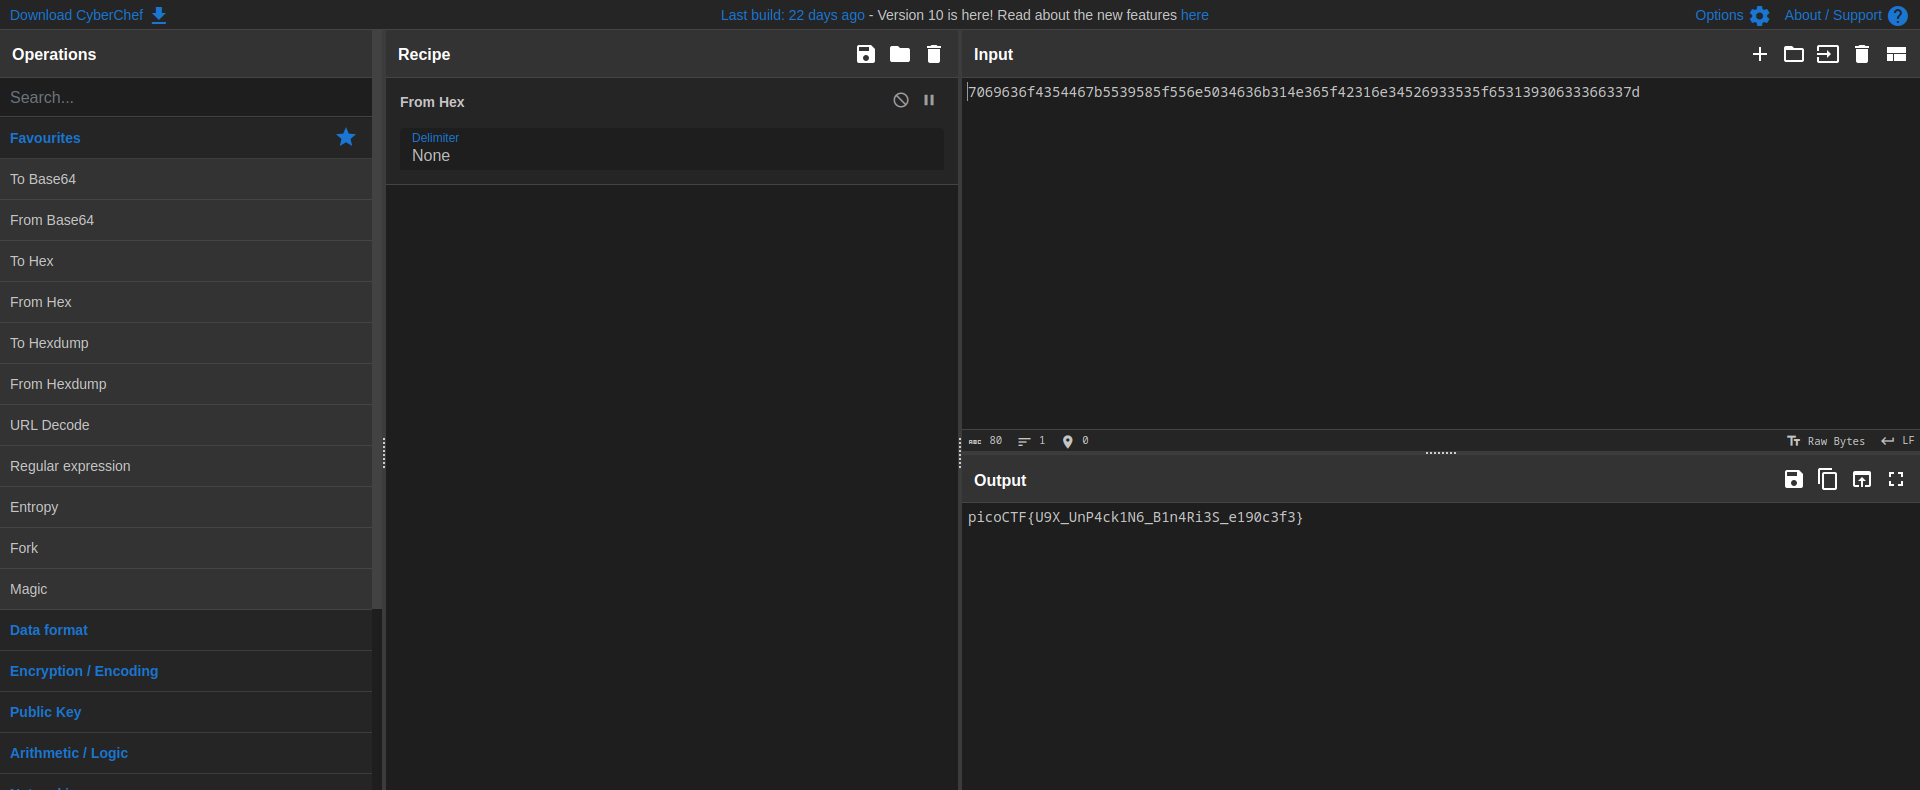 Download CyberChef
Last build: 22 days ago - Version 10 is here! Read about the new features here
Options
About / Support
Operations
Search...
Favourites
To Base64
From Base64
To Hex
From Hex
To Hexdump
From Hexdump
URL Decode
Regular expression
Entropy
Fork
Magic
Data format
Encryption / Encoding
Public Key
Arithmetic / Logic
Recipe
From Hex
Delimiter
None
Input
7069636f4354467b5539585f556e5034636b314e365f42316e34526933535f65313930633366337d
ABC 80 1 0
Tт Raw Bytes LF
Output
picoCTF{U9X_UnP4ck1N6_B1n4Ri3S_e190c3f3}